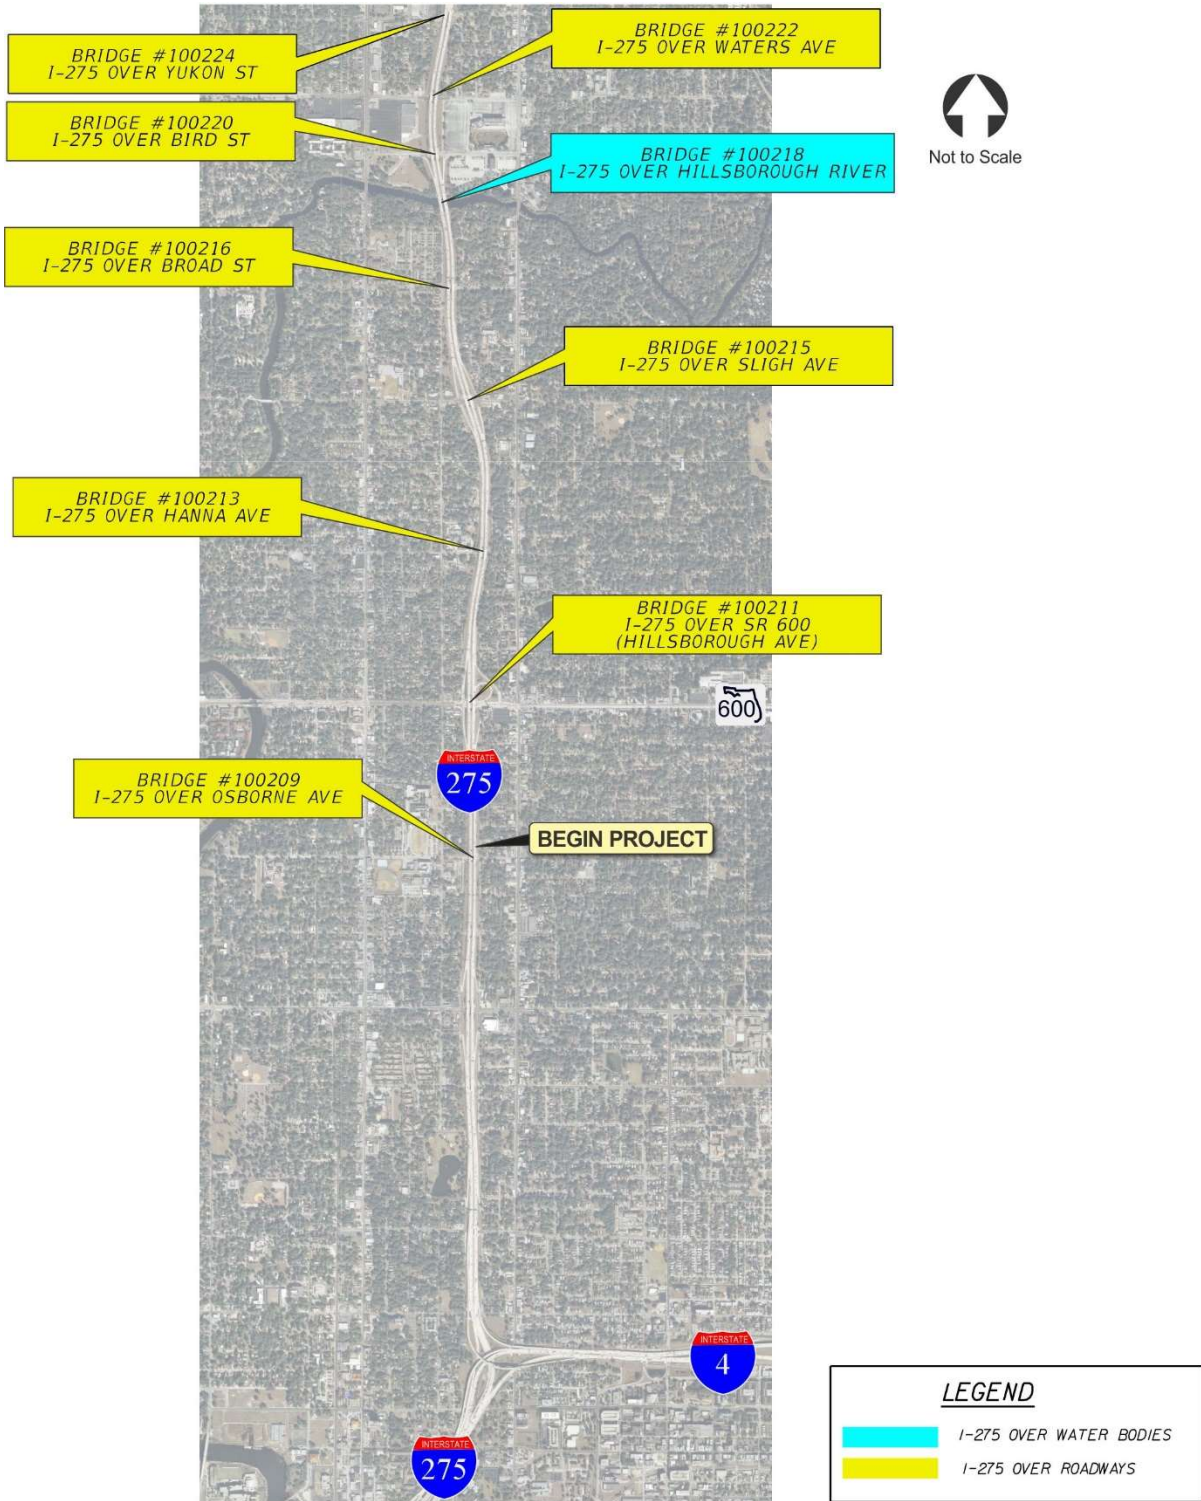 BRIDGE #100224
I-275 OVER YUKON ST
BRIDGE #100222
I-275 OVER WATERS AVE
BRIDGE #100220
I-275 OVER BIRD ST
BRIDGE #100218
I-275 OVER HILLSBOROUGH RIVER
Not to Scale
BRIDGE #100216
I-275 OVER BROAD ST
BRIDGE #100215
I-275 OVER SLIGH AVE
BRIDGE #100213
I-275 OVER HANNA AVE
BRIDGE #100211
I-275 OVER SR 600
(HILLSBOROUGH AVE)
600
INTERSTATE
275
BRIDGE #100209
I-275 OVER OSBORNE AVE
BEGIN PROJECT
INTERSTATE
4
INTERSTATE
275
LEGEND
I-275 OVER WATER BODIES
I-275 OVER ROADWAYS